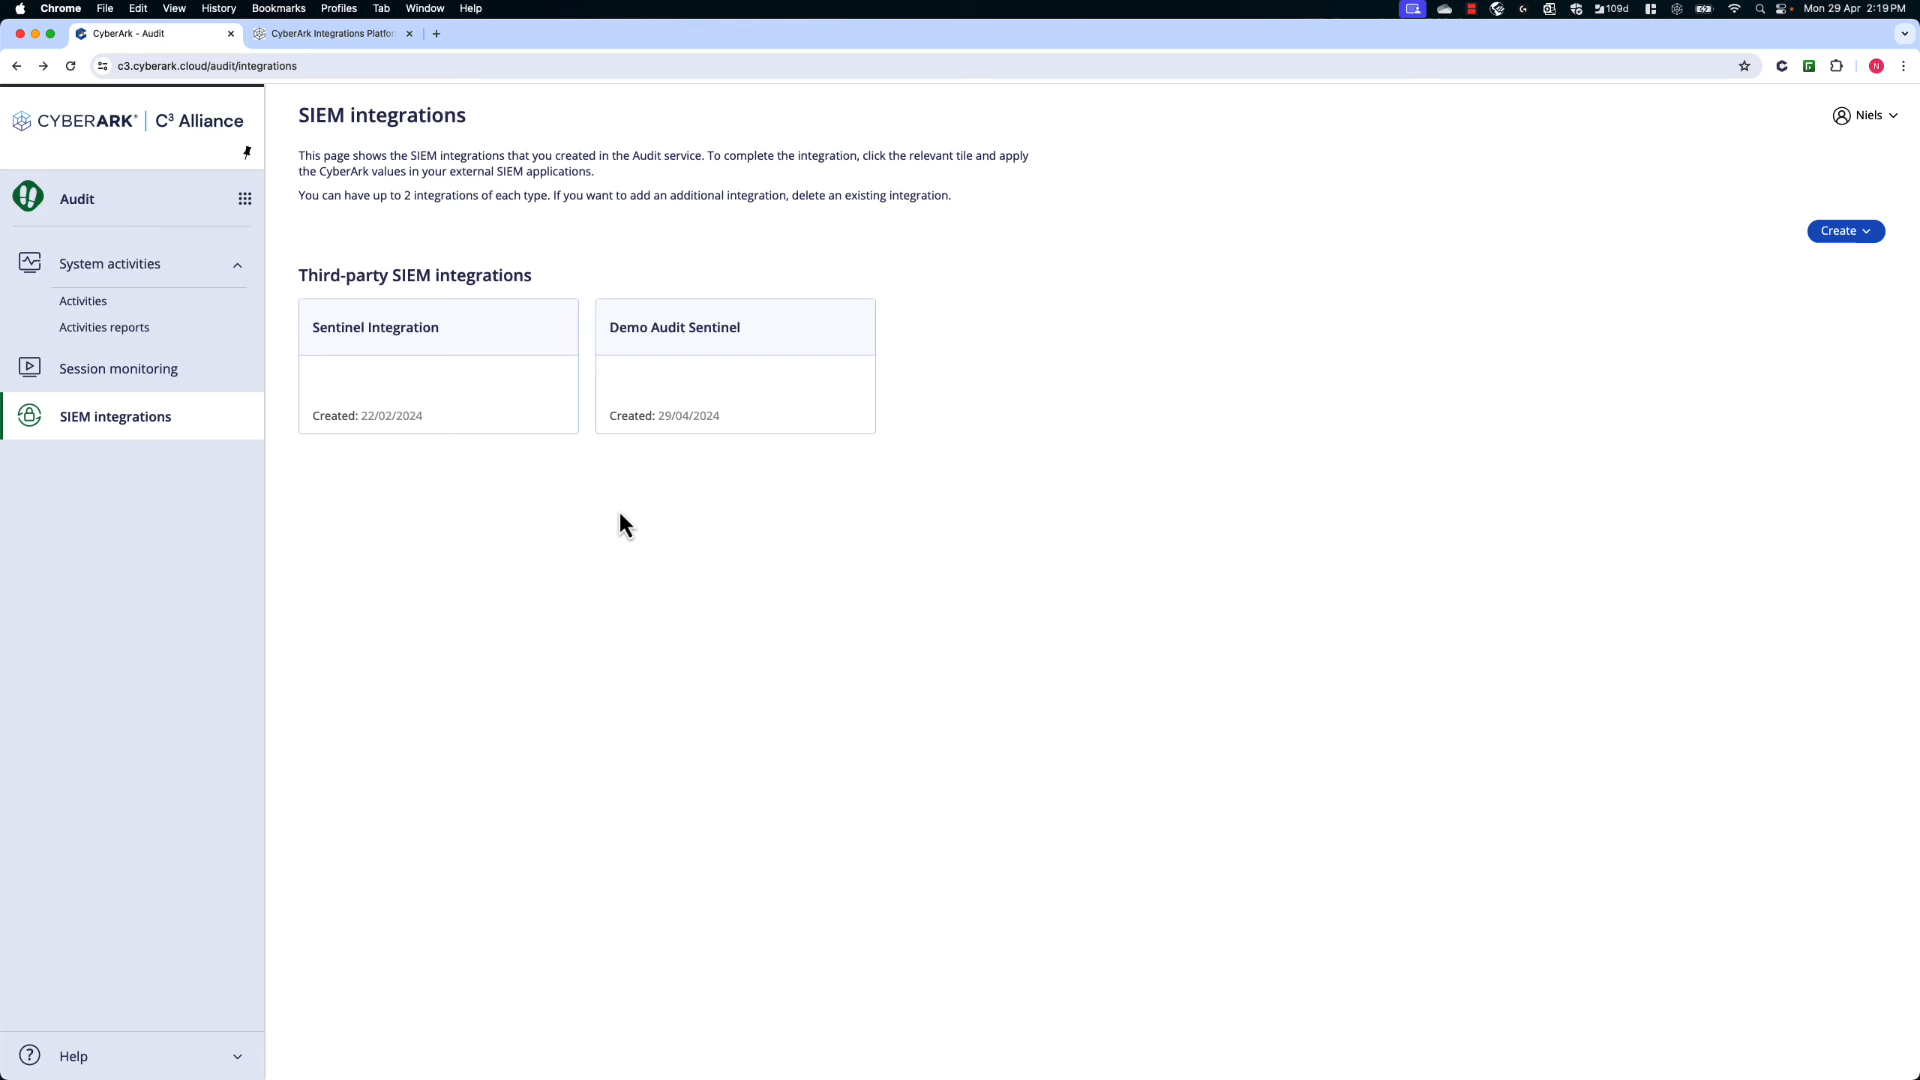 Chrome File Edit View History Bookmarks Profiles Tab Window Help 109d Mon 29 Apr 2:19 PM
CyberArk - Audit CyberArk Integrations Platfor
c3.cyberark.cloud/audit/integrations N
CYBERARK® | C³ Alliance
Audit
System activities
Activities
Activities reports
Session monitoring
SIEM integrations
Help
SIEM integrations
Niels
This page shows the SIEM integrations that you created in the Audit service. To complete the integration, click the relevant tile and apply
the CyberArk values in your external SIEM applications.
You can have up to 2 integrations of each type. If you want to add an additional integration, delete an existing integration.
Create
Third-party SIEM integrations
Sentinel Integration
Created: 22/02/2024
Demo Audit Sentinel
Created: 29/04/2024